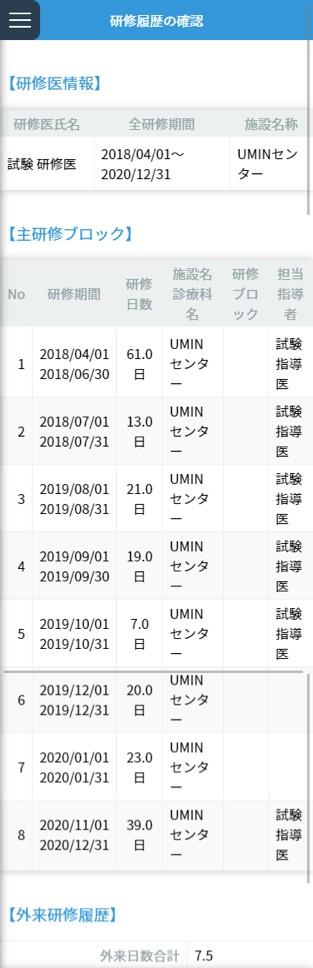 研修履歴の確認
【研修医情報】
研修医氏名 全研修期間 施設名称
試験 研修医 2018/04/01～ 2020/12/31 UMINセンター
【主研修ブロック】
No 研修期間 研修日数 施設名診療科名 研修ブロック 担当指導者
1 2018/04/01 2018/06/30 61.0日 UMINセンター 試験指導医
2 2018/07/01 2018/07/31 13.0日 UMINセンター 試験指導医
3 2019/08/01 2019/08/31 21.0日 UMINセンター 試験指導医
4 2019/09/01 2019/09/30 19.0日 UMINセンター 試験指導医
5 2019/10/01 2019/10/31 7.0日 UMINセンター 試験指導医
6 2019/12/01 2019/12/31 20.0日 UMINセンター
7 2020/01/01 2020/01/31 23.0日 UMINセンター
8 2020/11/01 2020/12/31 39.0日 UMINセンター 試験指導医
【外来研修履歴】
外来日数合計 7.5